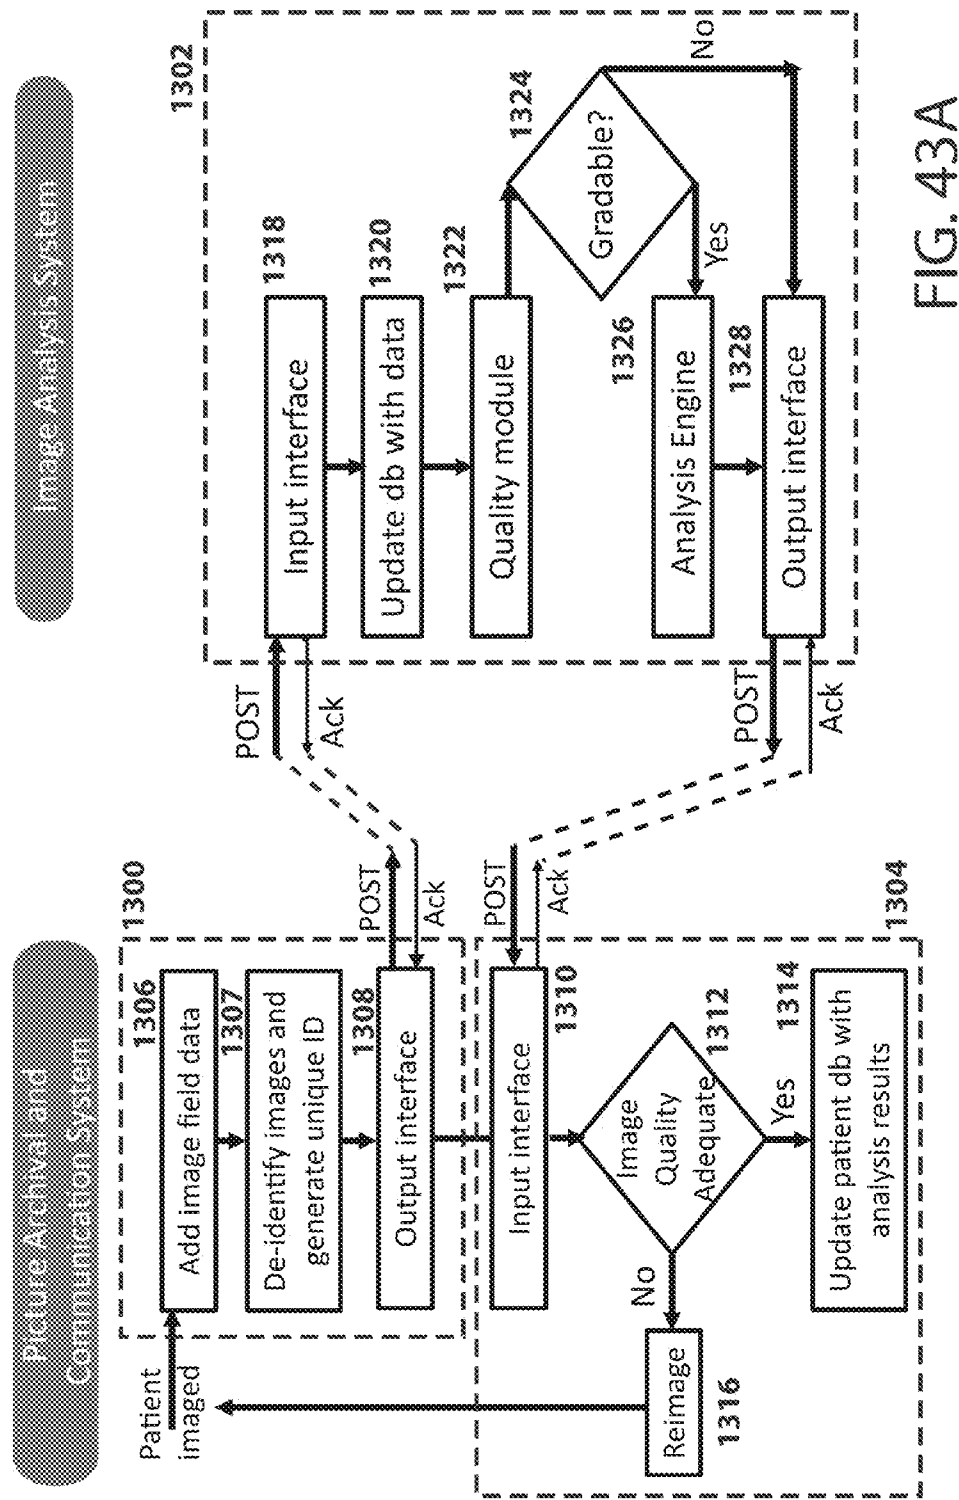 Picture Archival and
Communication System
Image Analysis System
1300
Patient
imaged
1306
Add image field data
1307
De-identify images and
generate unique ID
1308
Output interface
POST
Ack
POST
Ack
1302
1318
Input interface
1320
Update db with data
1322
Quality module
1324
Gradable?
No
Yes
1326
Analysis Engine
1328
Output interface
POST
Ack
POST
Ack
1304
1310
Input interface
1312
Image
Quality
Adequate
No
Yes
1316
Reimage
1314
Update patient db with
analysis results
FIG. 43A